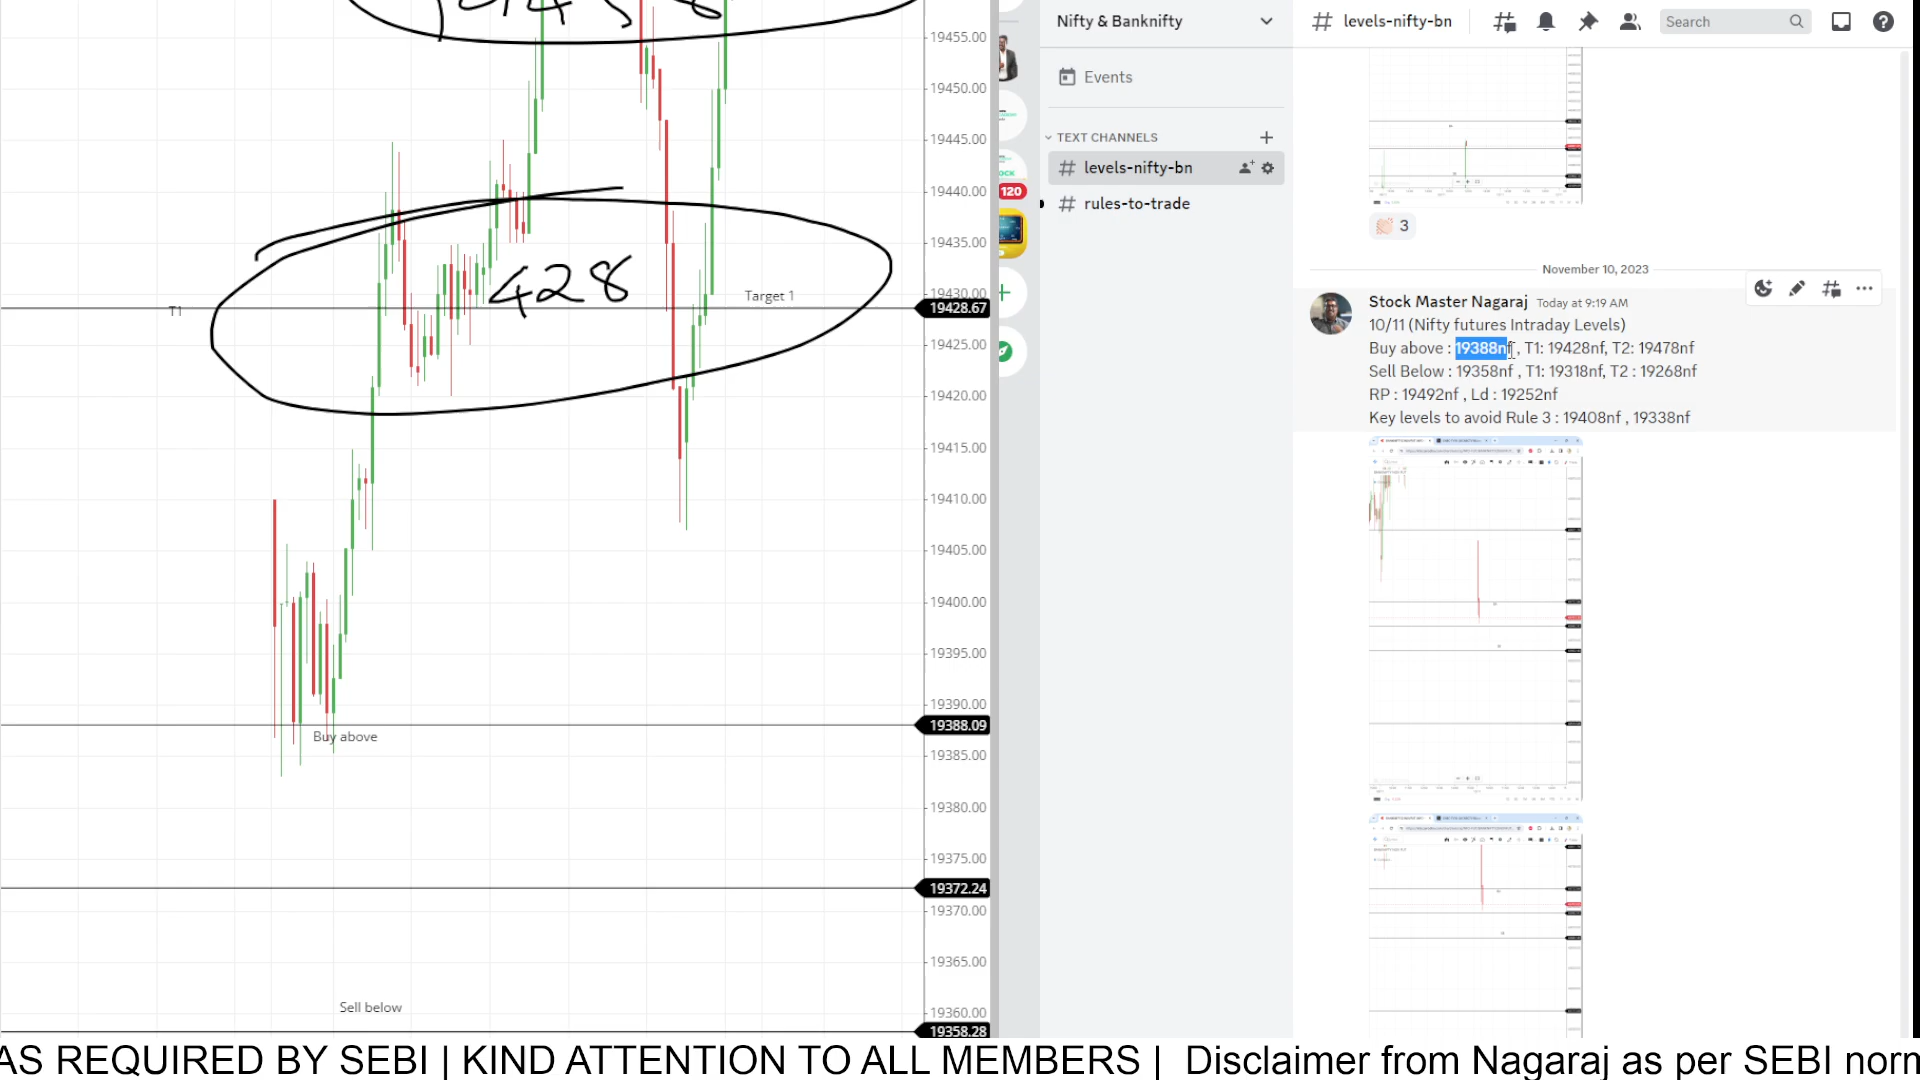 19455.00
19450.00
19445.00
19440.00
19435.00
428
19430.00
T1
Target 1
19428.67
19425.00
19420.00
19415.00
19410.00
19405.00
19400.00
19395.00
19390.00
19388.09
Buy above
19385.00
19380.00
19375.00
19372.24
19370.00
19365.00
Sell below
19360.00
19358.28
120
Nifty & Banknifty
Events
TEXT CHANNELS
levels-nifty-bn
rules-to-trade
levels-nifty-bn
Search
3
November 10, 2023
Stock Master Nagaraj Today at 9:19 AM
10/11 (Nifty futures Intraday Levels)
Buy above : 19388nf , T1: 19428nf, T2: 19478nf
Sell Below : 19358nf , T1: 19318nf, T2 : 19268nf
RP : 19492nf , Ld : 19252nf
Key levels to avoid Rule 3 : 19408nf , 19338nf
AS REQUIRED BY SEBI | KIND ATTENTION TO ALL MEMBERS | Disclaimer from Nagaraj as per SEBI norm